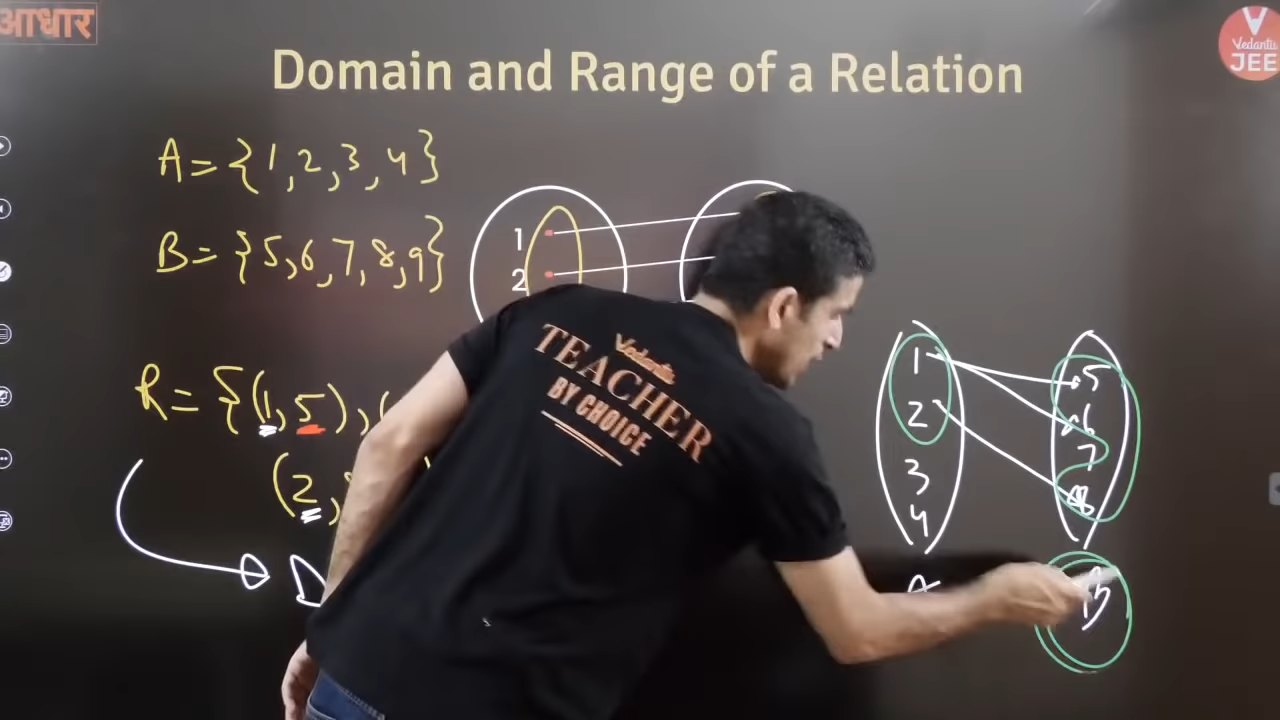 आधार
Vedantu
JEE
Domain and Range of a Relation
A = {1, 2, 3, 4}
B = {5, 6, 7, 8, 9}
1
2
R = {(1, 5), (
(2,
D
Vedantu
TEACHER
BY CHOICE
1
2
3
4
A
5
6
7
8
B